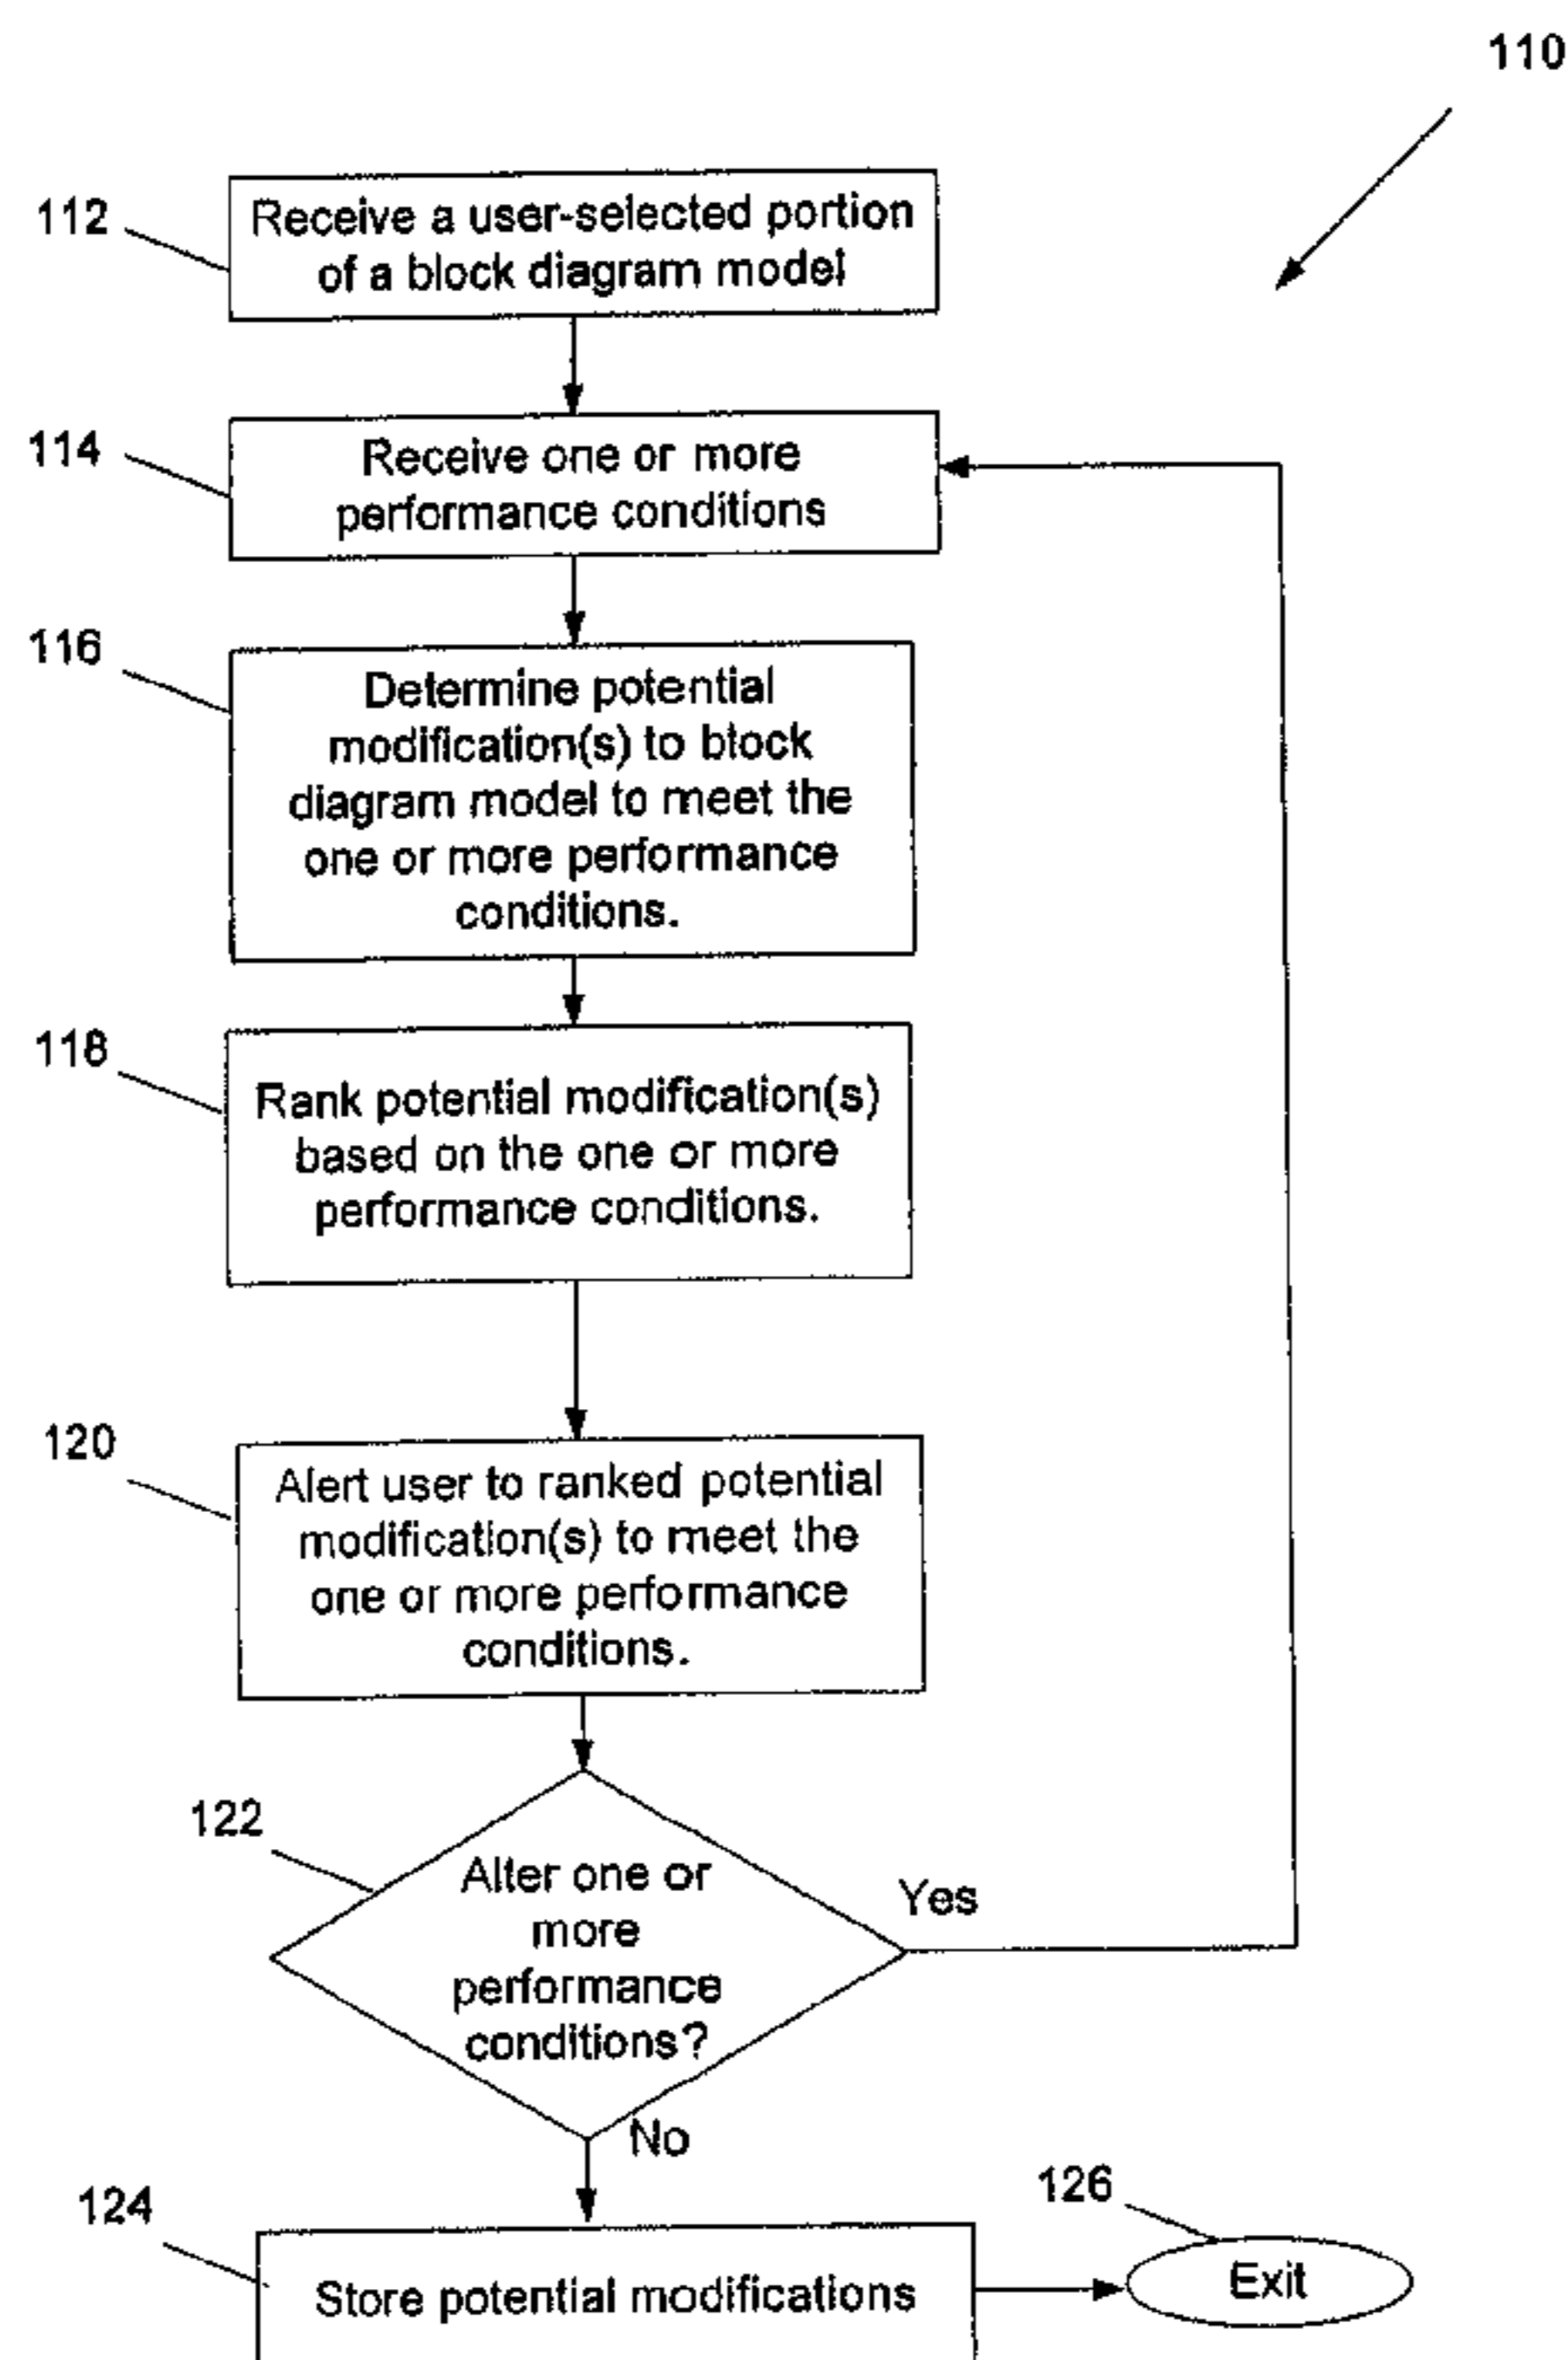 110
112
Receive a user-selected portion
of a block diagram model
114
Receive one or more
performance conditions
116
Determine potential
modification(s) to block
diagram model to meet the
one or more performance
conditions.
118
Rank potential modification(s)
based on the one or more
performance conditions.
120
Alert user to ranked potential
modification(s) to meet the
one or more performance
conditions.
122
Alter one or
more
performance
conditions?
Yes
No
124
Store potential modifications
126
Exit